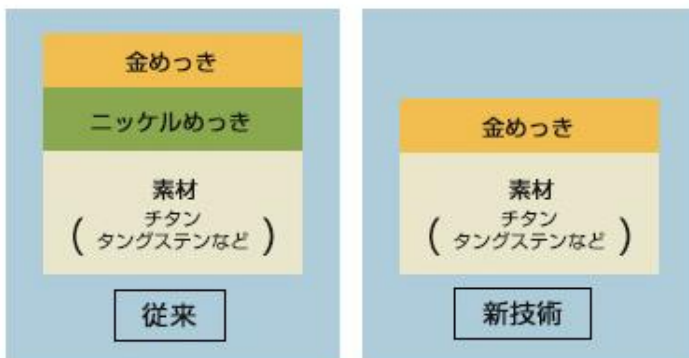 金めっき
ニッケルめっき
素材
(チタン
タングステンなど)
従来
金めっき
素材
(チタン
タングステンなど)
新技術